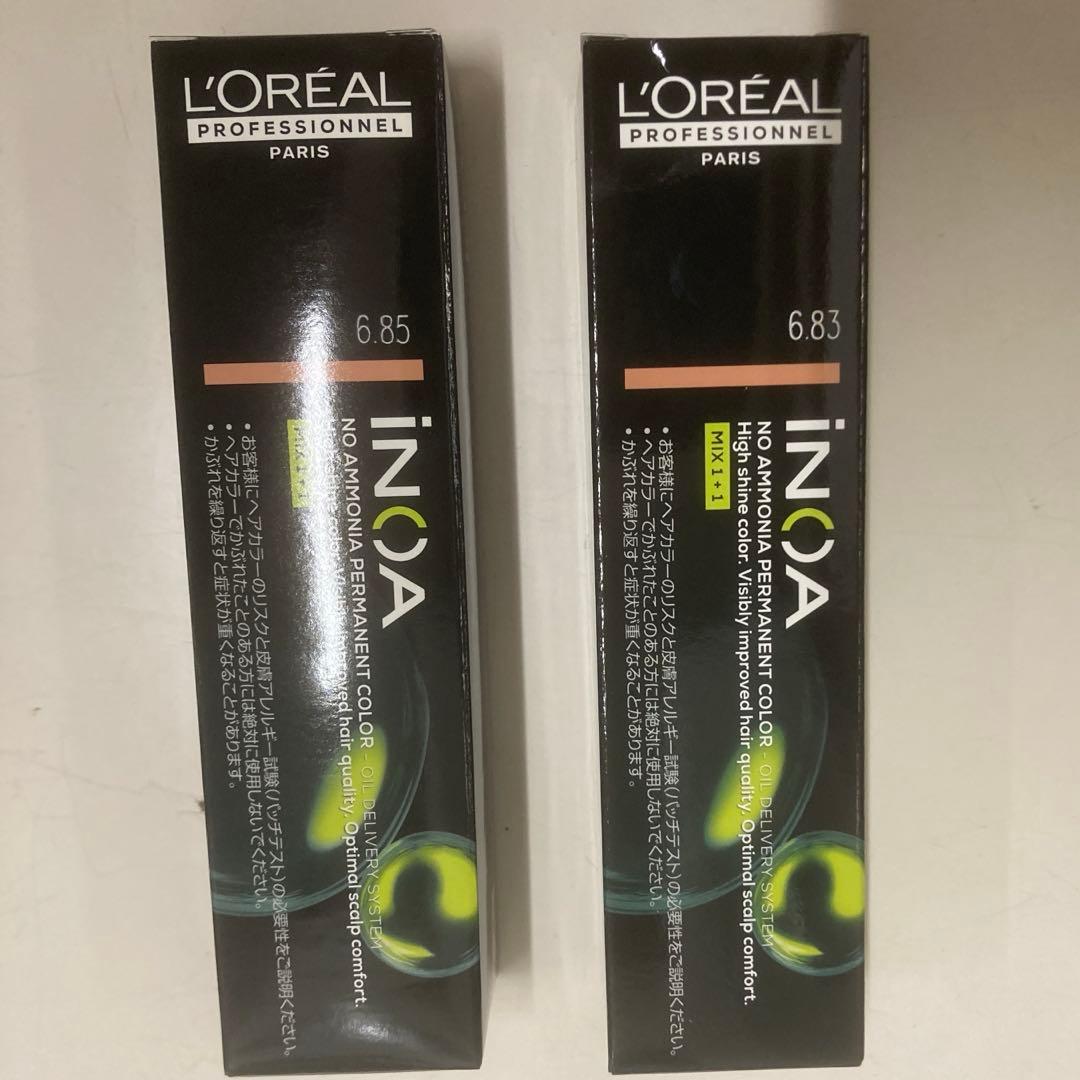 L'ORÉAL
PROFESSIONNEL
PARIS
6.85
iNOA
NO AMMONIA PERMANENT COLOR - OIL DELIVERY SYSTEM
improved hair quality. Optimal scalp comfort.
MIX 1 + 1
• お客様にヘアカラーのリスクと皮膚アレルギー試験(パッチテスト)の必要性をご説明ください。
• ヘアカラーでかぶれたことのある方には絶対に使用しないでください。
• かぶれを繰り返すと症状が重くなることがあります。
L'ORÉAL
PROFESSIONNEL
PARIS
6.83
iNOA
NO AMMONIA PERMANENT COLOR - OIL DELIVERY SYSTEM
High shine color. Visibly improved hair quality. Optimal scalp comfort.
MIX 1 + 1
• お客様にヘアカラーのリスクと皮膚アレルギー試験(パッチテスト)の必要性をご説明ください。
• ヘアカラーでかぶれたことのある方には絶対に使用しないでください。
• かぶれを繰り返すと症状が重くなることがあります。